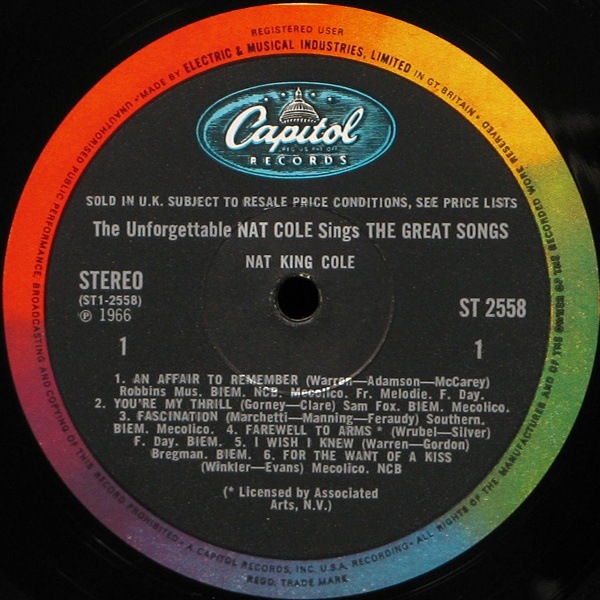 REGISTERED USER
"MADE BY ELECTRIC & MUSICAL INDUSTRIES, LIMITED IN GT. BRITAIN •
Capitol
REG. U.S. PAT. OFF.
RECORDS
SOLD IN U.K. SUBJECT TO RESALE PRICE CONDITIONS, SEE PRICE LISTS
The Unforgettable NAT COLE Sings THE GREAT SONGS
NAT KING COLE
STEREO
(ST1-2558)
℗ 1966
ST 2558
1
1
1. AN AFFAIR TO REMEMBER (Warren—Adamson—McCarey)
Robbins Mus. BIEM. NCB. Mecolico. Fr. Melodie. F. Day.
2. YOU'RE MY THRILL (Gorney—Clare) Sam Fox. BIEM. Mecolico.
3. FASCINATION (Marchetti—Manning—Feraudy) Southern.
BIEM. Mecolico. 4. FAREWELL TO ARMS * (Wrubel—Silver)
F. Day. BIEM. 5. I WISH I KNEW (Warren—Gordon)
Bregman. BIEM. 6. FOR THE WANT OF A KISS
(Winkler—Evans) Mecolico. NCB
(* Licensed by Associated
Arts, N.V.)
• A CAPITOL RECORDS, INC. U.S.A. RECORDING • ALL RIGHTS OF THE MANUFACTURER AND OF THE OWNER OF THE RECORDED WORK RESERVED •
UNAUTHORISED PUBLIC PERFORMANCE, BROADCASTING AND COPYING OF THIS RECORD PROHIBITED
REGD. TRADE MARK